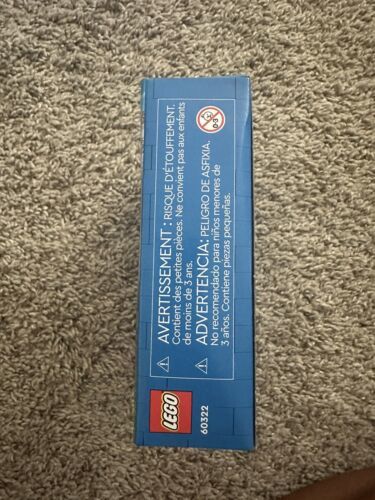 AVERTISSEMENT : RISQUE D'ÉTOUFFEMENT.
Contient des petites pièces. Ne convient pas aux enfants
de moins de 3 ans.
ADVERTENCIA: PELIGRO DE ASFIXIA.
No recomendado para niños menores de
3 años. Contiene piezas pequeñas.
0-3
LEGO
60322